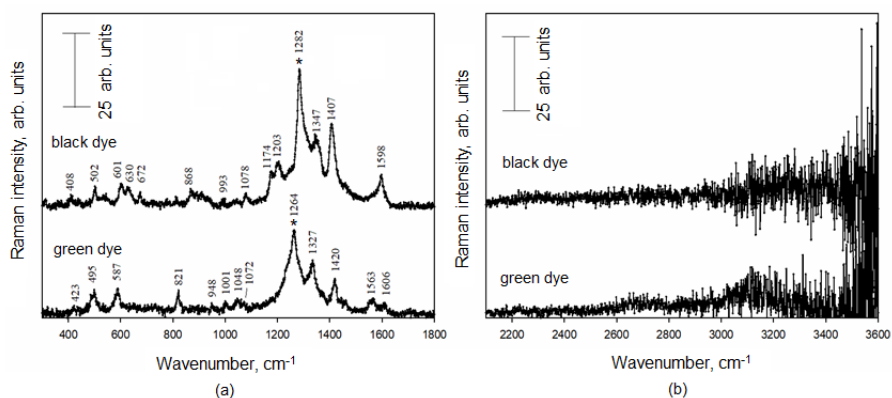 Raman intensity, arb. units
25 arb. units
black dye
408
502
601
630
672
868
993
1078
1174
1203
* 1282
1347
1407
1598
green dye
423
495
587
821
948
1001
1048
1072
* 1264
1327
1420
1563
1606
400 600 800 1000 1200 1400 1600 1800
Wavenumber, cm⁻¹
(a)
Raman intensity, arb. units
25 arb. units
black dye
green dye
2200 2400 2600 2800 3000 3200 3400 3600
Wavenumber, cm⁻¹
(b)